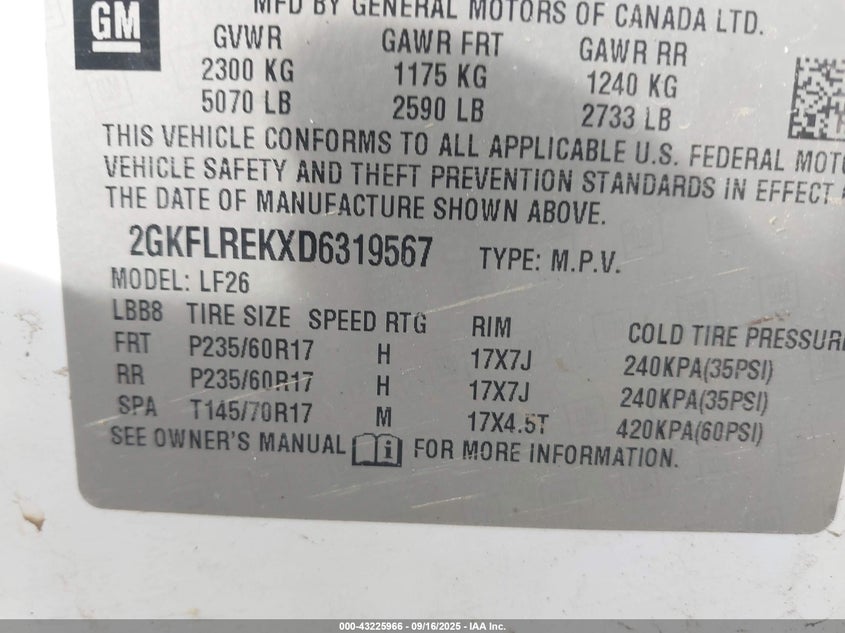 GM
MFD BY GENERAL MOTORS OF CANADA LTD.
GVWR GAWR FRT GAWR RR
2300 KG 1175 KG 1240 KG
5070 LB 2590 LB 2733 LB
THIS VEHICLE CONFORMS TO ALL APPLICABLE U.S. FEDERAL MOTO
VEHICLE SAFETY AND THEFT PREVENTION STANDARDS IN EFFECT
THE DATE OF MANUFACTURE SHOWN ABOVE.
2GKFLREKXD6319567 TYPE: M.P.V.
MODEL: LF26
LBB8 TIRE SIZE SPEED RTG RIM COLD TIRE PRESSURE
FRT P235/60R17 H 17X7J 240KPA(35PSI)
RR P235/60R17 H 17X7J 240KPA(35PSI)
SPA T145/70R17 M 17X4.5T 420KPA(60PSI)
SEE OWNER'S MANUAL i FOR MORE INFORMATION.
000-43225966 - 09/16/2025 - IAA Inc.